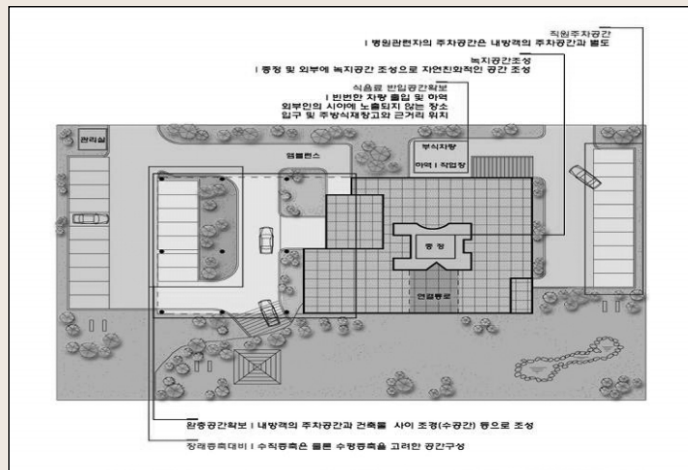 직원주차공간
| 병원관련자의 주차공간은 내방객의 주차공간과 별도
녹지공간조성
| 중정 및 외부에 녹지공간 조성으로 자연친화적인 공간 조성
식음료 반입공간확보
| 빈번한 차량 출입 및 하역
외부인의 시야에 노출되지 않는 장소
입구 및 주방식재창고와 근거리 위치
관리실
앰뷸런스
부식차량
하역 | 작업장
중 정
연결통로
완충공간확보 | 내방객의 주차공간과 건축물 사이 조경(수공간) 등으로 조성
장래증축대비 | 수직증축은 물론 수평증축을 고려한 공간구성